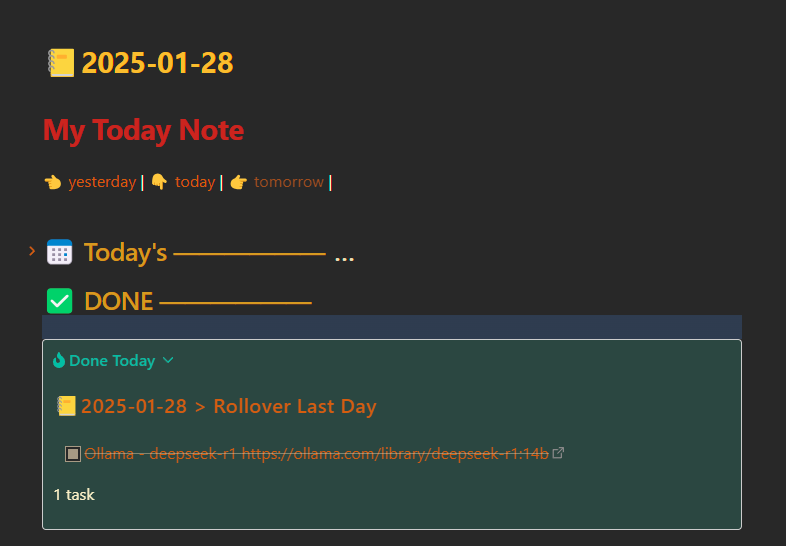 📒 2025-01-28
My Today Note
👈 yesterday | 👇 today | 👉 tomorrow |
Today's —————— ...
✅ DONE ——————
Done Today
📒 2025-01-28 > Rollover Last Day
Ollama - deepseek-r1 https://ollama.com/library/deepseek-r1:14b
1 task